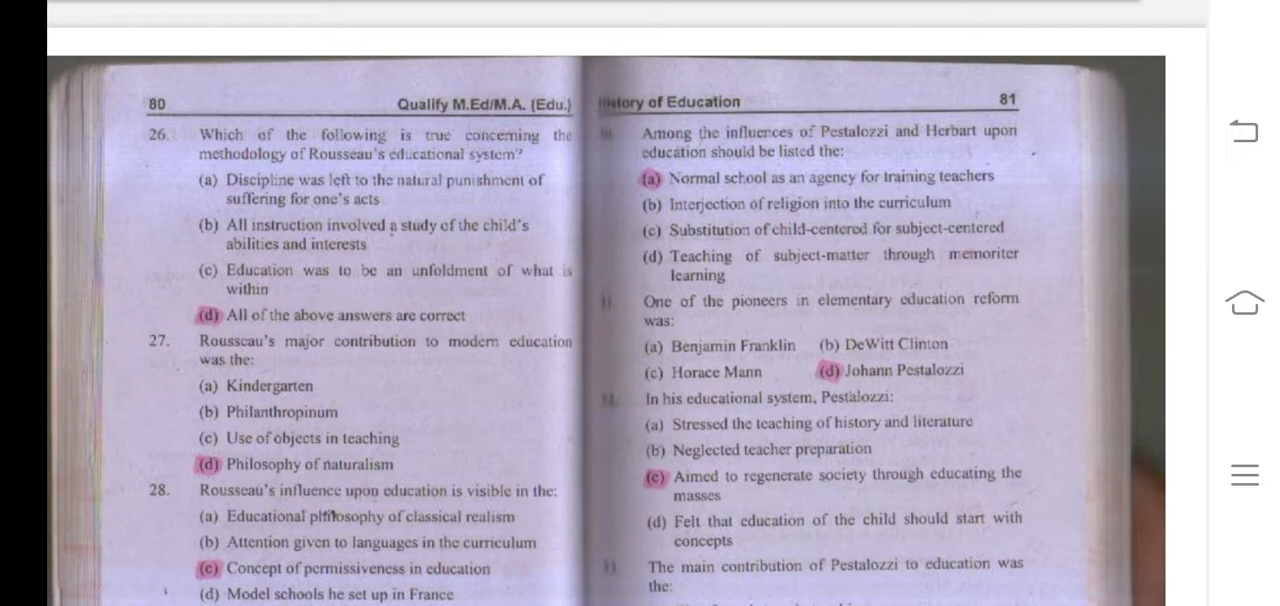 80 Qualify M.Ed/M.A. (Edu.)
26. Which of the following is true concerning the
methodology of Rousseau's educational system?
(a) Discipline was left to the natural punishment of
suffering for one's acts
(b) All instruction involved a study of the child's
abilities and interests
(c) Education was to be an unfoldment of what is
within
(d) All of the above answers are correct
27. Rousseau's major contribution to modern education
was the:
(a) Kindergarten
(b) Philanthropinum
(c) Use of objects in teaching
(d) Philosophy of naturalism
28. Rousseau's influence upon education is visible in the:
(a) Educational philosophy of classical realism
(b) Attention given to languages in the curriculum
(c) Concept of permissiveness in education
(d) Model schools he set up in France
History of Education 81
Among the influences of Pestalozzi and Herbart upon
education should be listed the:
(a) Normal school as an agency for training teachers
(b) Interjection of religion into the curriculum
(c) Substitution of child-centered for subject-centered
(d) Teaching of subject-matter through memoriter
learning
One of the pioneers in elementary education reform
was:
(a) Benjamin Franklin (b) DeWitt Clinton
(c) Horace Mann (d) Johann Pestalozzi
In his educational system, Pestalozzi:
(a) Stressed the teaching of history and literature
(b) Neglected teacher preparation
(c) Aimed to regenerate society through educating the
masses
(d) Felt that education of the child should start with
concepts
The main contribution of Pestalozzi to education was
the: